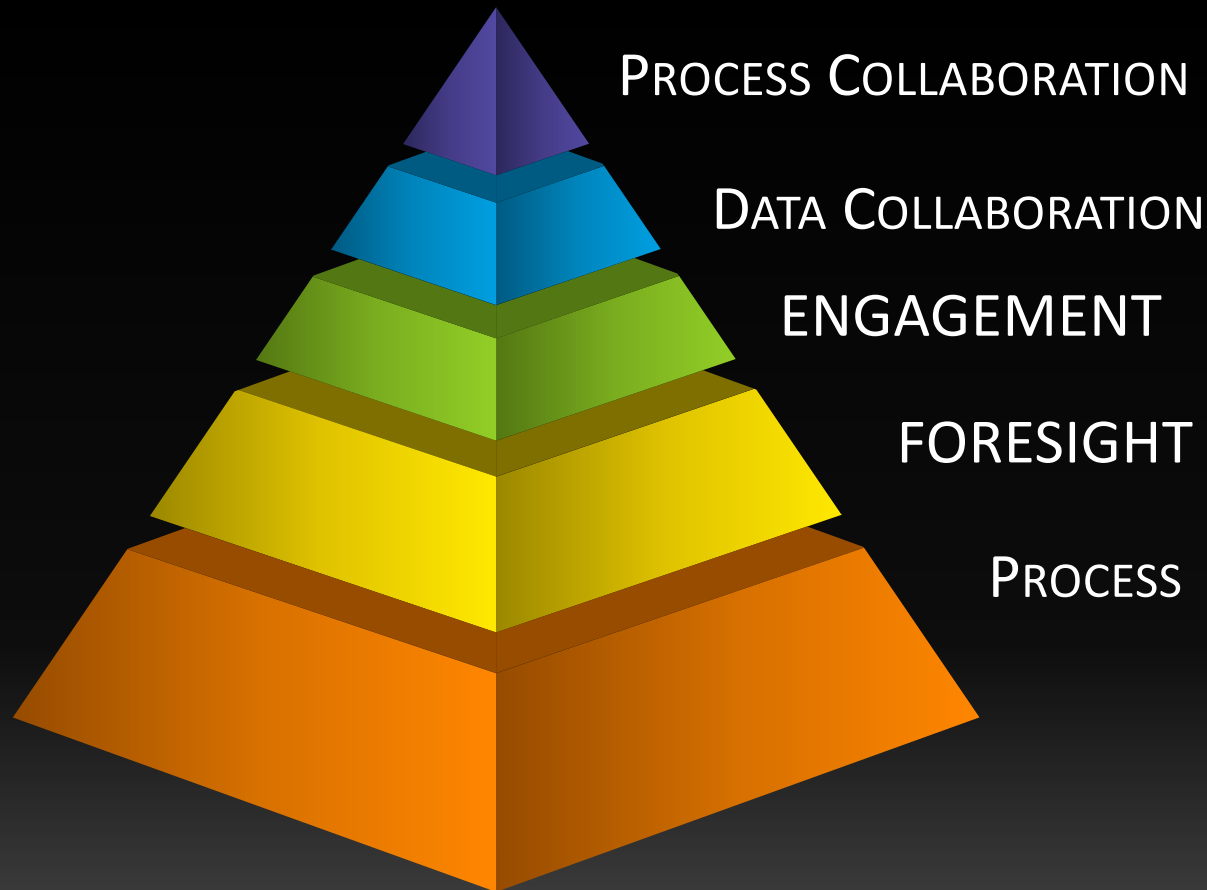 Process Collaboration
Data Collaboration
ENGAGEMENT
FORESIGHT
Process